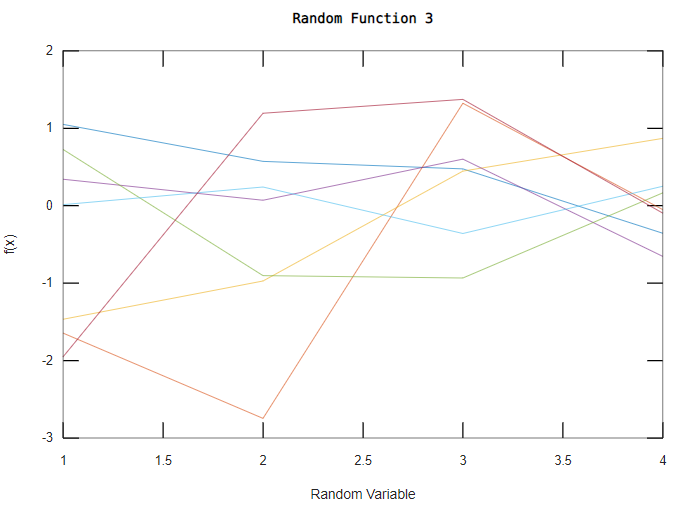 Random Function 3
2
1
0
-1
-2
-3
f(x)
1 1.5 2 2.5 3 3.5 4
Random Variable